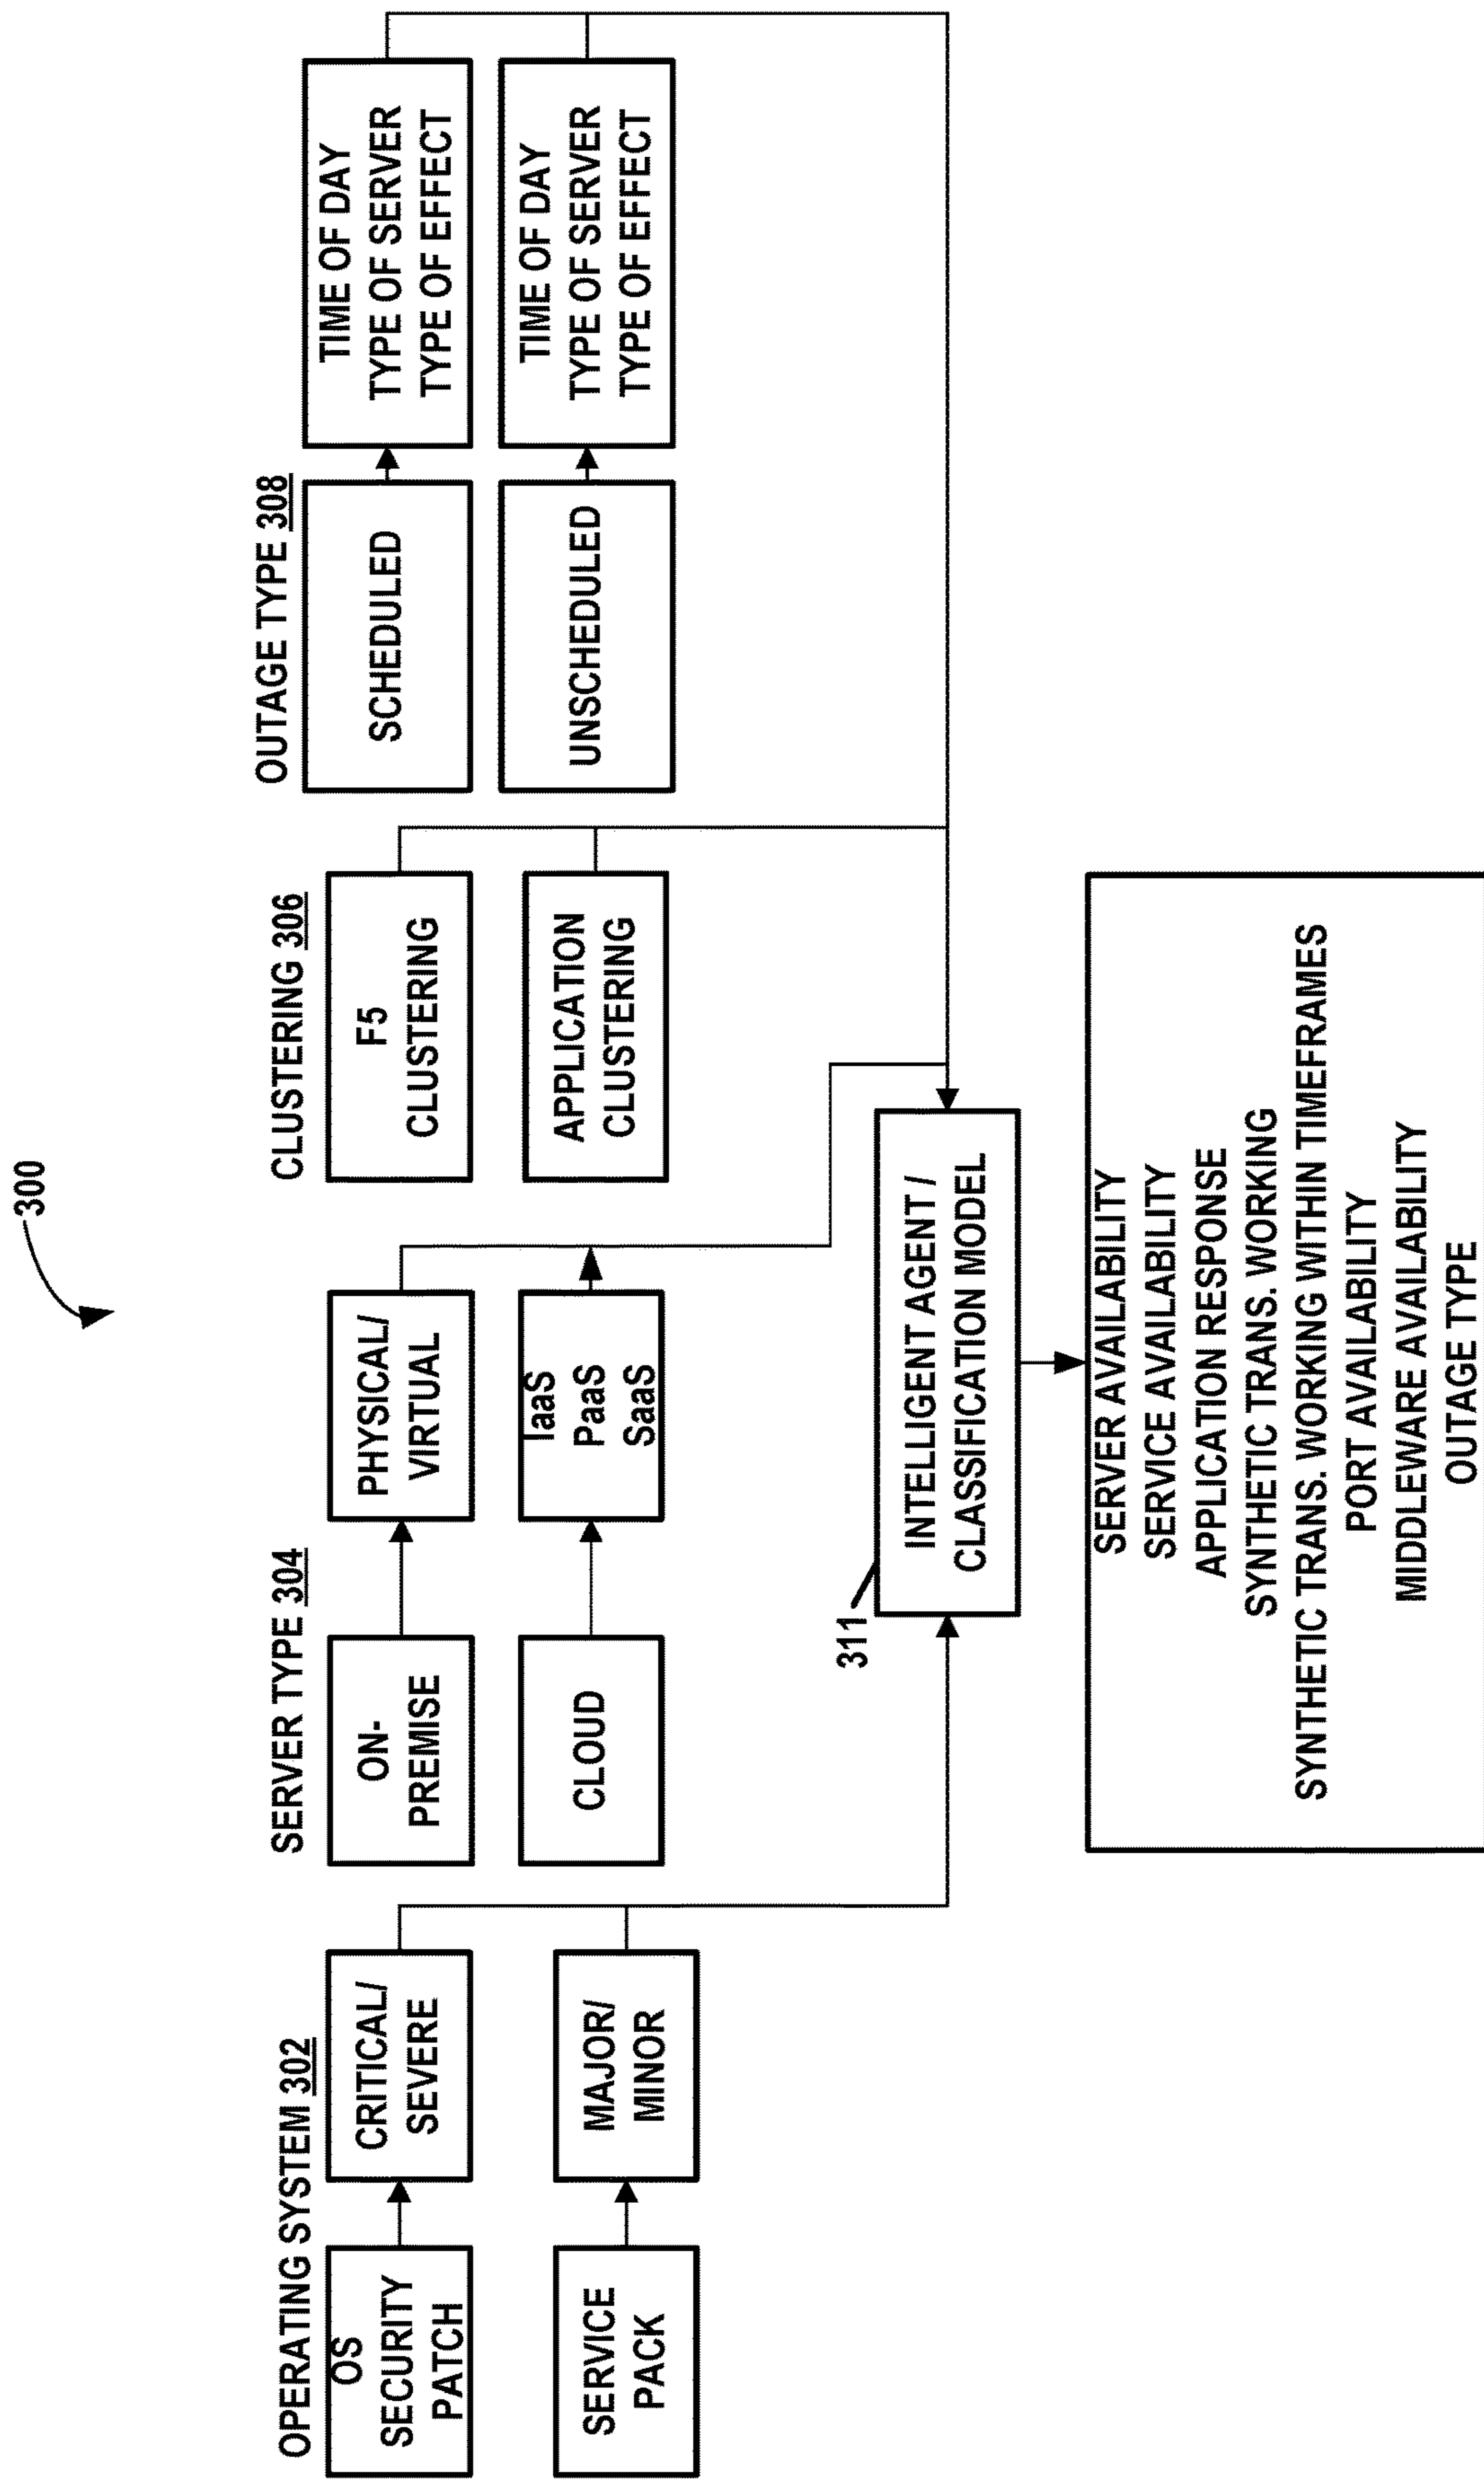 300
OPERATING SYSTEM 302
OS
SECURITY
PATCH
CRITICAL/
SEVERE
SERVICE
PACK
MAJOR/
MINOR
SERVER TYPE 304
ON-
PREMISE
PHYSICAL/
VIRTUAL
CLOUD
IaaS
PaaS
SaaS
CLUSTERING 306
F5
CLUSTERING
APPLICATION
CLUSTERING
OUTAGE TYPE 308
SCHEDULED
TIME OF DAY
TYPE OF SERVER
TYPE OF EFFECT
UNSCHEDULED
TIME OF DAY
TYPE OF SERVER
TYPE OF EFFECT
311
INTELLIGENT AGENT /
CLASSIFICATION MODEL
SERVER AVAILABILITY
SERVICE AVAILABILITY
APPLICATION RESPONSE
SYNTHETIC TRANS. WORKING
SYNTHETIC TRANS. WORKING WITHIN TIMEFRAMES
PORT AVAILABILITY
MIDDLEWARE AVAILABILITY
OUTAGE TYPE